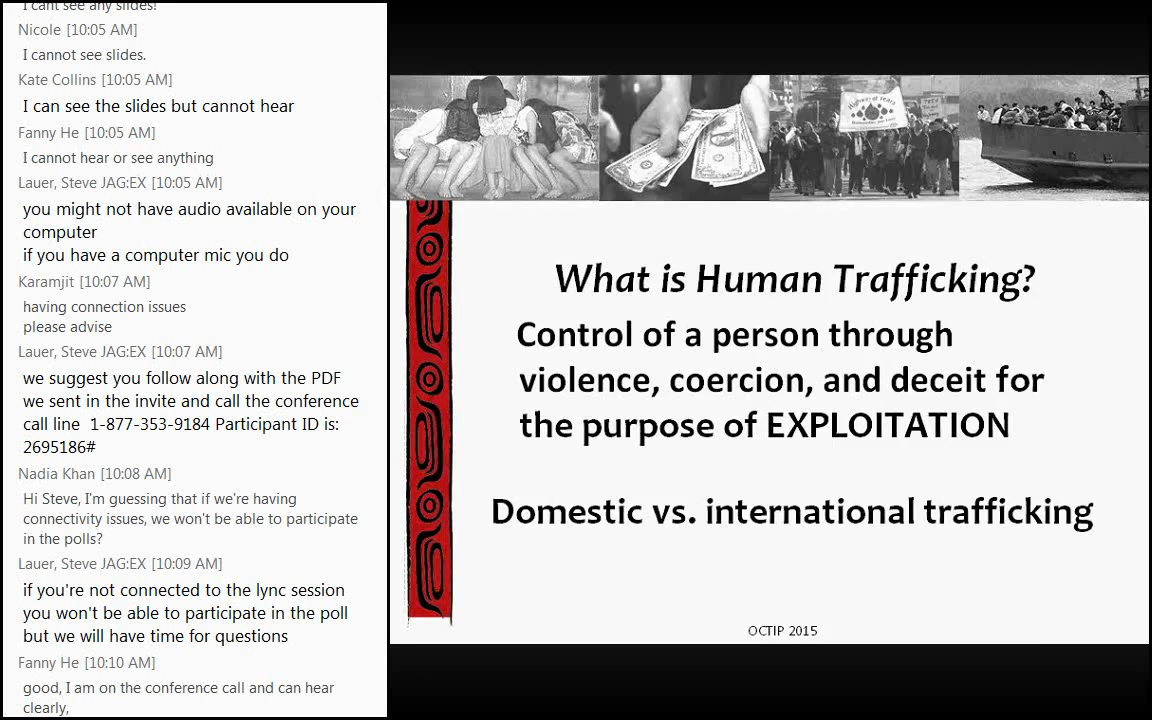 I cant see any slides!
Nicole [10:05 AM]
I cannot see slides.
Kate Collins [10:05 AM]
I can see the slides but cannot hear
Fanny He [10:05 AM]
I cannot hear or see anything
Lauer, Steve JAG:EX [10:05 AM]
you might not have audio available on your
computer
if you have a computer mic you do
Karamjit [10:07 AM]
having connection issues
please advise
Lauer, Steve JAG:EX [10:07 AM]
we suggest you follow along with the PDF
we sent in the invite and call the conference
call line  1-877-353-9184 Participant ID is:
2695186#
Nadia Khan [10:08 AM]
Hi Steve, I'm guessing that if we're having
connectivity issues, we won't be able to participate
in the polls?
Lauer, Steve JAG:EX [10:09 AM]
if you're not connected to the lync session
you won't be able to participate in the poll
but we will have time for questions
Fanny He [10:10 AM]
good, I am on the conference call and can hear
clearly,
Highway of Tears
What is Human Trafficking?
Control of a person through
violence, coercion, and deceit for
the purpose of EXPLOITATION
Domestic vs. international trafficking
OCTIP 2015